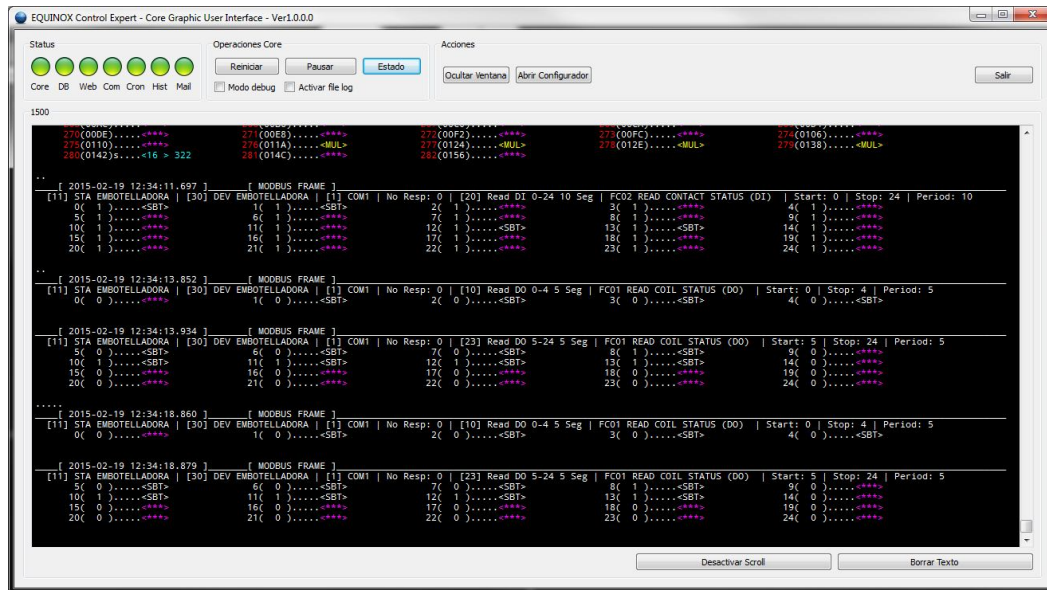 EQUINOX Control Expert - Core Graphic User Interface - Ver1.0.0.0
Status
Core DB Web Com Cron Hist Mail
Operaciones Core
Reiniciar Pausar Estado
Modo debug Activar file log
Acciones
Ocultar Ventana Abrir Configurador
Salir
1500
270(00DE).....<***> 271(00E8).....<***> 272(00F2).....<***> 273(00FC).....<***> 274(0106).....<***>
275(0110).....<***> 276(011A).....<MUL> 277(0124).....<MUL> 278(012E).....<MUL> 279(0138).....<MUL>
280(0142)s....<16 > 322 281(014C).....<***> 282(0156).....<***>
..
____[ 2015-02-19 12:34:11.697 ]______[ MODBUS FRAME ]____
[11] STA EMBOTELLADORA | [30] DEV EMBOTELLADORA | [1] COM1 | No Resp: 0 | [20] Read DI 0-24 10 Seg | FC02 READ CONTACT STATUS (DI) | Start: 0 | Stop: 24 | Period: 10
0( 1 ).....<SBT> 1( 1 ).....<SBT> 2( 1 ).....<***> 3( 1 ).....<***> 4( 1 ).....<***>
5( 1 ).....<***> 6( 1 ).....<***> 7( 1 ).....<***> 8( 1 ).....<***> 9( 1 ).....<***>
10( 1 ).....<***> 11( 1 ).....<***> 12( 1 ).....<SBT> 13( 1 ).....<SBT> 14( 1 ).....<***>
15( 1 ).....<***> 16( 1 ).....<***> 17( 1 ).....<***> 18( 1 ).....<***> 19( 1 ).....<***>
20( 1 ).....<***> 21( 1 ).....<***> 22( 1 ).....<***> 23( 1 ).....<***> 24( 1 ).....<***>
..
____[ 2015-02-19 12:34:13.852 ]______[ MODBUS FRAME ]____
[11] STA EMBOTELLADORA | [30] DEV EMBOTELLADORA | [1] COM1 | No Resp: 0 | [10] Read DO 0-4 5 Seg | FC01 READ COIL STATUS (DO) | Start: 0 | Stop: 4 | Period: 5
0( 0 ).....<***> 1( 0 ).....<SBT> 2( 0 ).....<SBT> 3( 0 ).....<SBT> 4( 0 ).....<SBT>
____[ 2015-02-19 12:34:13.934 ]______[ MODBUS FRAME ]____
[11] STA EMBOTELLADORA | [30] DEV EMBOTELLADORA | [1] COM1 | No Resp: 0 | [23] Read DO 5-24 5 Seg | FC01 READ COIL STATUS (DO) | Start: 5 | Stop: 24 | Period: 5
5( 0 ).....<SBT> 6( 0 ).....<SBT> 7( 0 ).....<SBT> 8( 1 ).....<SBT> 9( 0 ).....<***>
10( 1 ).....<SBT> 11( 1 ).....<SBT> 12( 1 ).....<SBT> 13( 1 ).....<SBT> 14( 0 ).....<***>
15( 0 ).....<***> 16( 0 ).....<***> 17( 0 ).....<***> 18( 0 ).....<***> 19( 0 ).....<***>
20( 0 ).....<***> 21( 0 ).....<***> 22( 0 ).....<***> 23( 0 ).....<***> 24( 0 ).....<***>
.....
____[ 2015-02-19 12:34:18.860 ]______[ MODBUS FRAME ]____
[11] STA EMBOTELLADORA | [30] DEV EMBOTELLADORA | [1] COM1 | No Resp: 0 | [10] Read DO 0-4 5 Seg | FC01 READ COIL STATUS (DO) | Start: 0 | Stop: 4 | Period: 5
0( 0 ).....<***> 1( 0 ).....<SBT> 2( 0 ).....<SBT> 3( 0 ).....<SBT> 4( 0 ).....<SBT>
____[ 2015-02-19 12:34:18.879 ]______[ MODBUS FRAME ]____
[11] STA EMBOTELLADORA | [30] DEV EMBOTELLADORA | [1] COM1 | No Resp: 0 | [23] Read DO 5-24 5 Seg | FC01 READ COIL STATUS (DO) | Start: 5 | Stop: 24 | Period: 5
5( 0 ).....<SBT> 6( 0 ).....<SBT> 7( 0 ).....<SBT> 8( 1 ).....<SBT> 9( 0 ).....<***>
10( 1 ).....<SBT> 11( 1 ).....<SBT> 12( 1 ).....<SBT> 13( 1 ).....<SBT> 14( 0 ).....<***>
15( 0 ).....<***> 16( 0 ).....<***> 17( 0 ).....<***> 18( 0 ).....<***> 19( 0 ).....<***>
20( 0 ).....<***> 21( 0 ).....<***> 22( 0 ).....<***> 23( 0 ).....<***> 24( 0 ).....<***>
Desactivar Scroll Borrar Texto